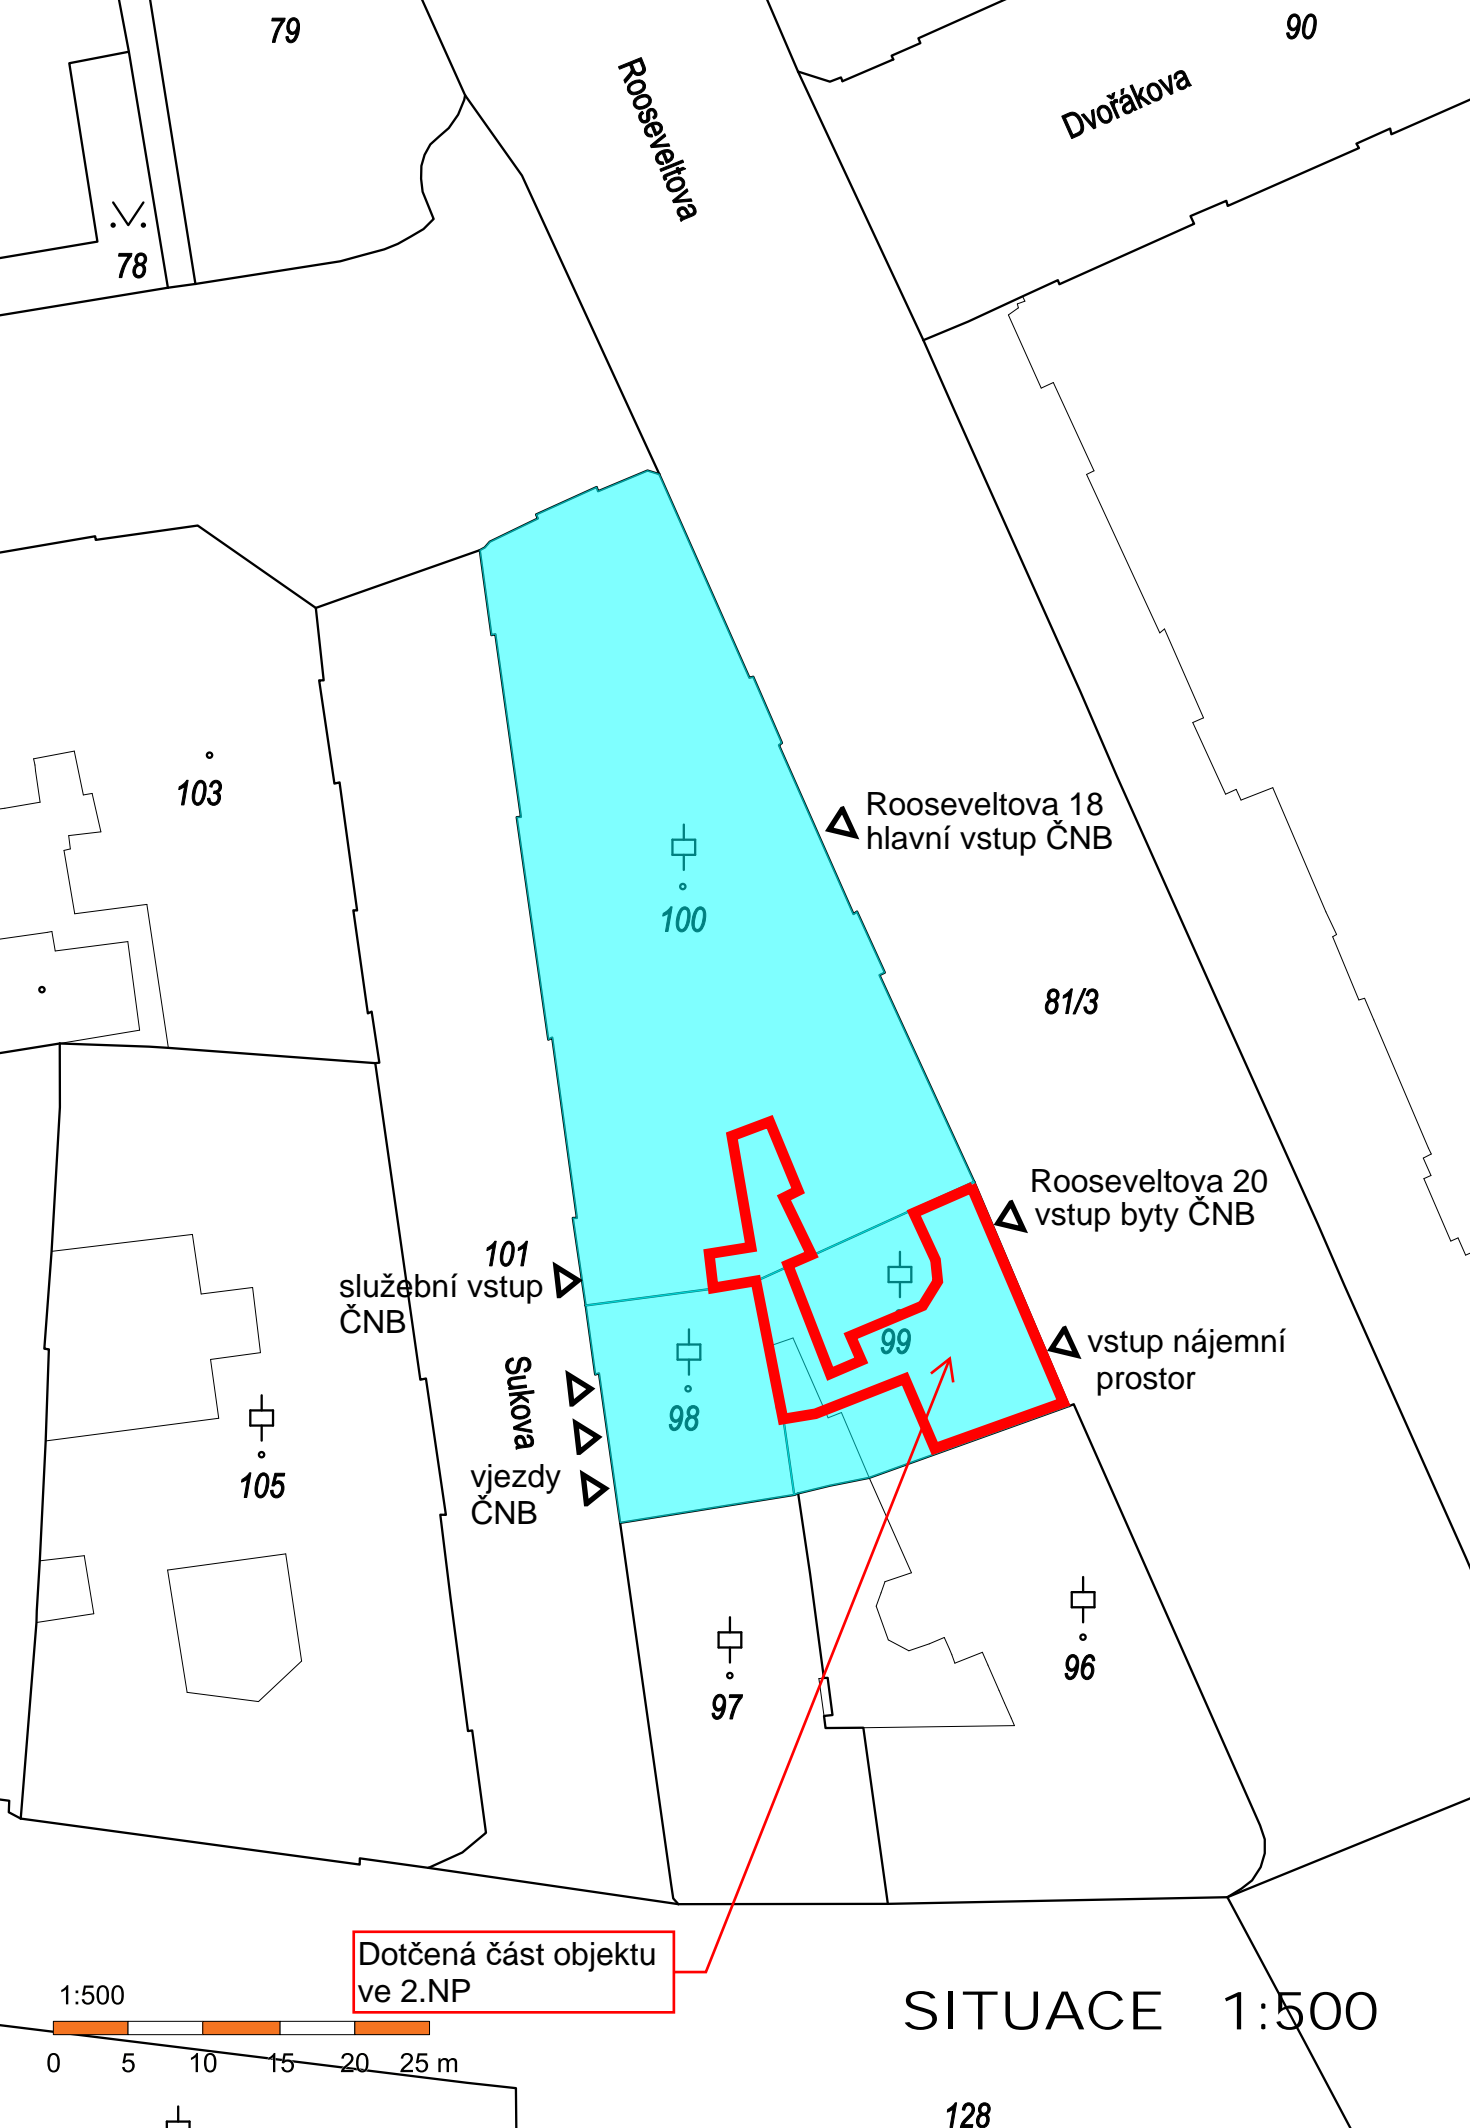 79
90
Rooseveltova
Dvořákova
78
103
Rooseveltova 18
hlavní vstup ČNB
100
81/3
Rooseveltova 20
vstup byty ČNB
101
služební vstup
ČNB
99
vstup nájemní
prostor
Sukova
98
vjezdy
ČNB
105
96
97
Dotčená část objektu
ve 2.NP
1:500
SITUACE 1:500
0 5 10 15 20 25 m
128